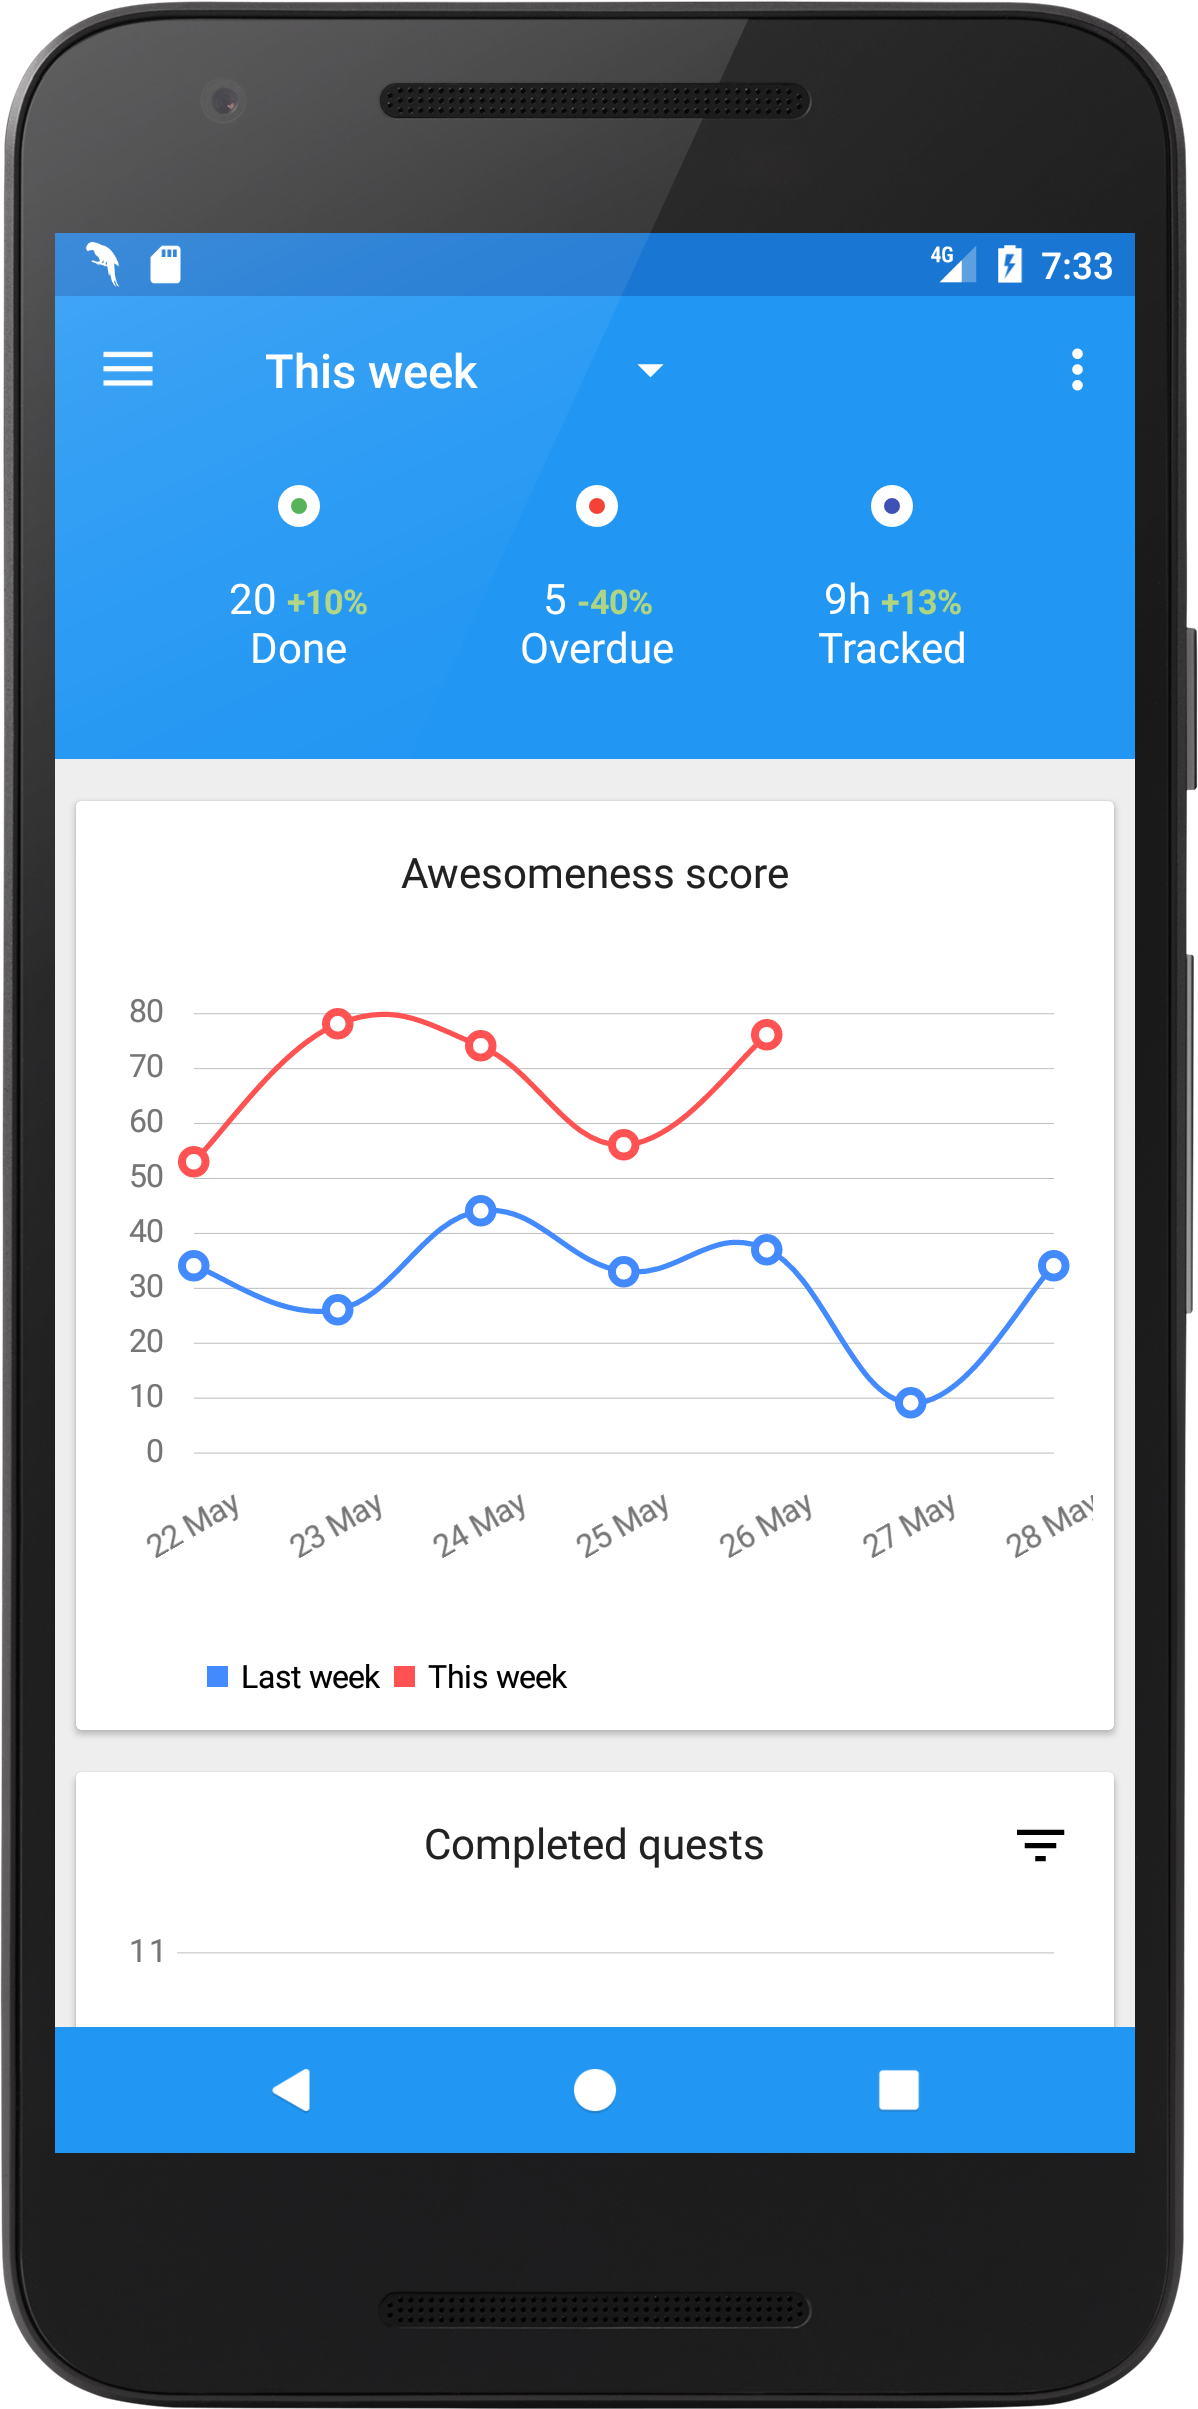 4G 7:33
This week
20 +10% 5 -40% 9h +13%
Done Overdue Tracked
Awesomeness score
80
70
60
50
40
30
20
10
0
22 May 23 May 24 May 25 May 26 May 27 May 28 May
Last week This week
Completed quests
11